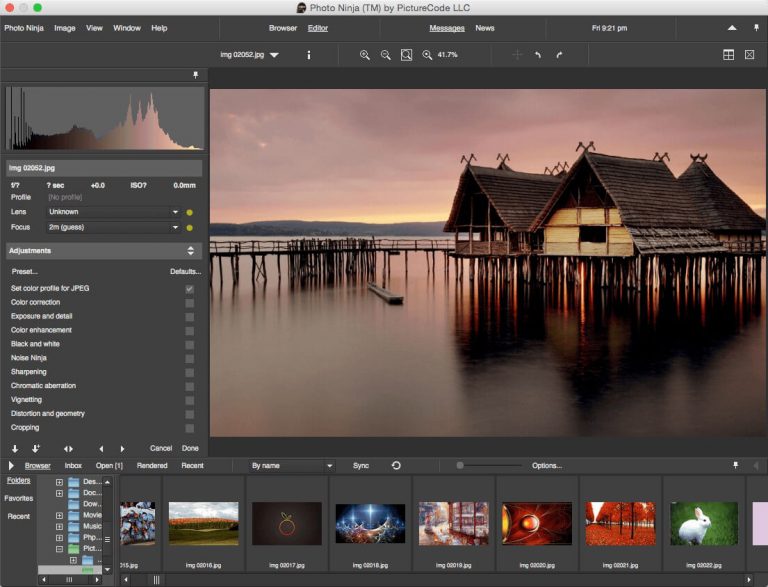 Photo Ninja (TM) by PictureCode LLC
Photo Ninja Image View Window Help Browser Editor Messages News Fri 9:21 pm
img 02052.jpg i 41.7%
img 02052.jpg
f/? ? sec +0.0 ISO? 0.0mm
Profile [No profile]
Lens Unknown
Focus 2m (guess)
Adjustments
Preset... Defaults...
Set color profile for JPEG
Color correction
Exposure and detail
Color enhancement
Black and white
Noise Ninja
Sharpening
Chromatic aberration
Vignetting
Distortion and geometry
Cropping
Cancel Done
Browser Inbox Open [1] Rendered Recent By name Sync Options...
Folders
Favorites
Recent
Des...
Doc...
Dow...
Movie
Music
Php...
Pict...
...
015.jpg img 02016.jpg img 02017.jpg img 02018.jpg img 02019.jpg img 02020.jpg img 02021.jpg img 02022.jpg